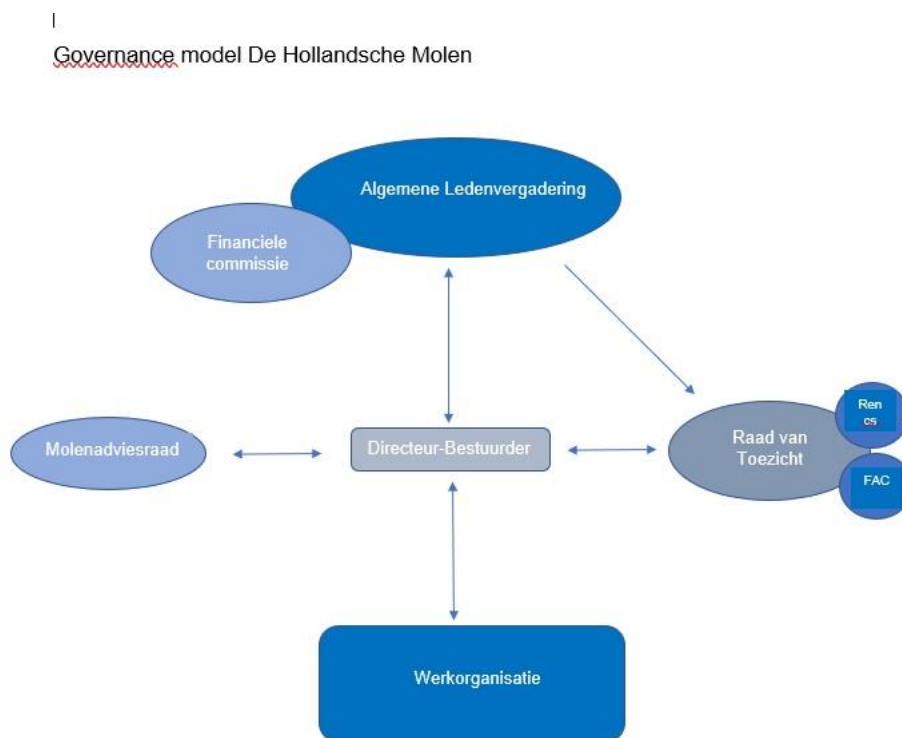 Governance model De Hollandsche Molen
Algemene Ledenvergadering
Financiele
commissie
Molenadviesraad
Directeur-Bestuurder
Raad van
Toezicht
Ren
cs
FAC
Werkorganisatie